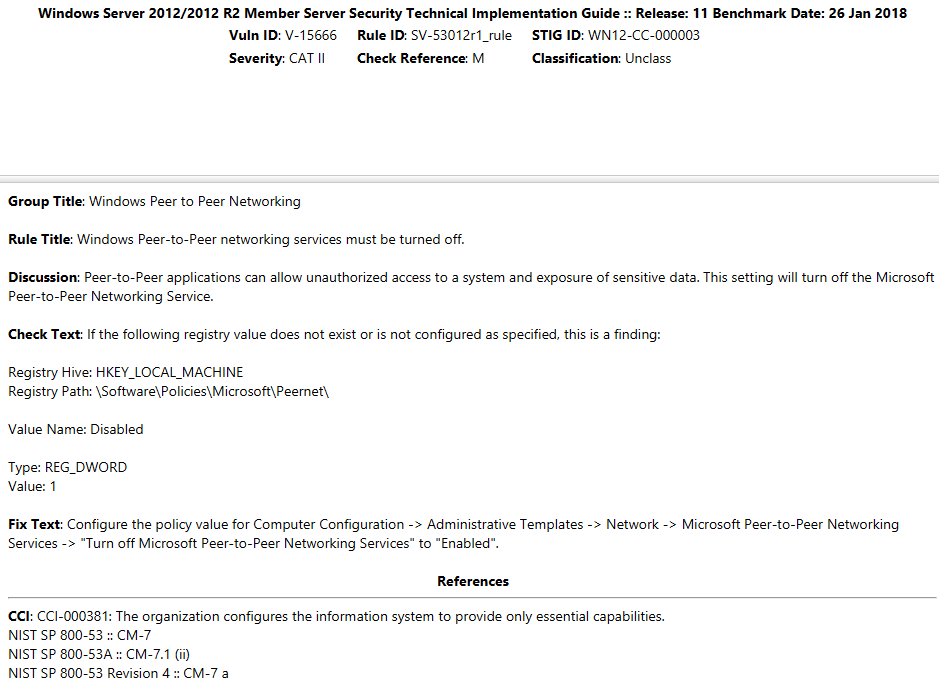 Windows Server 2012/2012 R2 Member Server Security Technical Implementation Guide :: Release: 11 Benchmark Date: 26 Jan 2018
Vuln ID: V-15666 Rule ID: SV-53012r1_rule STIG ID: WN12-CC-000003
Severity: CAT II Check Reference: M Classification: Unclass
Group Title: Windows Peer to Peer Networking
Rule Title: Windows Peer-to-Peer networking services must be turned off.
Discussion: Peer-to-Peer applications can allow unauthorized access to a system and exposure of sensitive data. This setting will turn off the Microsoft
Peer-to-Peer Networking Service.
Check Text: If the following registry value does not exist or is not configured as specified, this is a finding:
Registry Hive: HKEY_LOCAL_MACHINE
Registry Path: \Software\Policies\Microsoft\Peernet\
Value Name: Disabled
Type: REG_DWORD
Value: 1
Fix Text: Configure the policy value for Computer Configuration -> Administrative Templates -> Network -> Microsoft Peer-to-Peer Networking
Services -> "Turn off Microsoft Peer-to-Peer Networking Services" to "Enabled".
References
CCI: CCI-000381: The organization configures the information system to provide only essential capabilities.
NIST SP 800-53 :: CM-7
NIST SP 800-53A :: CM-7.1 (ii)
NIST SP 800-53 Revision 4 :: CM-7 a